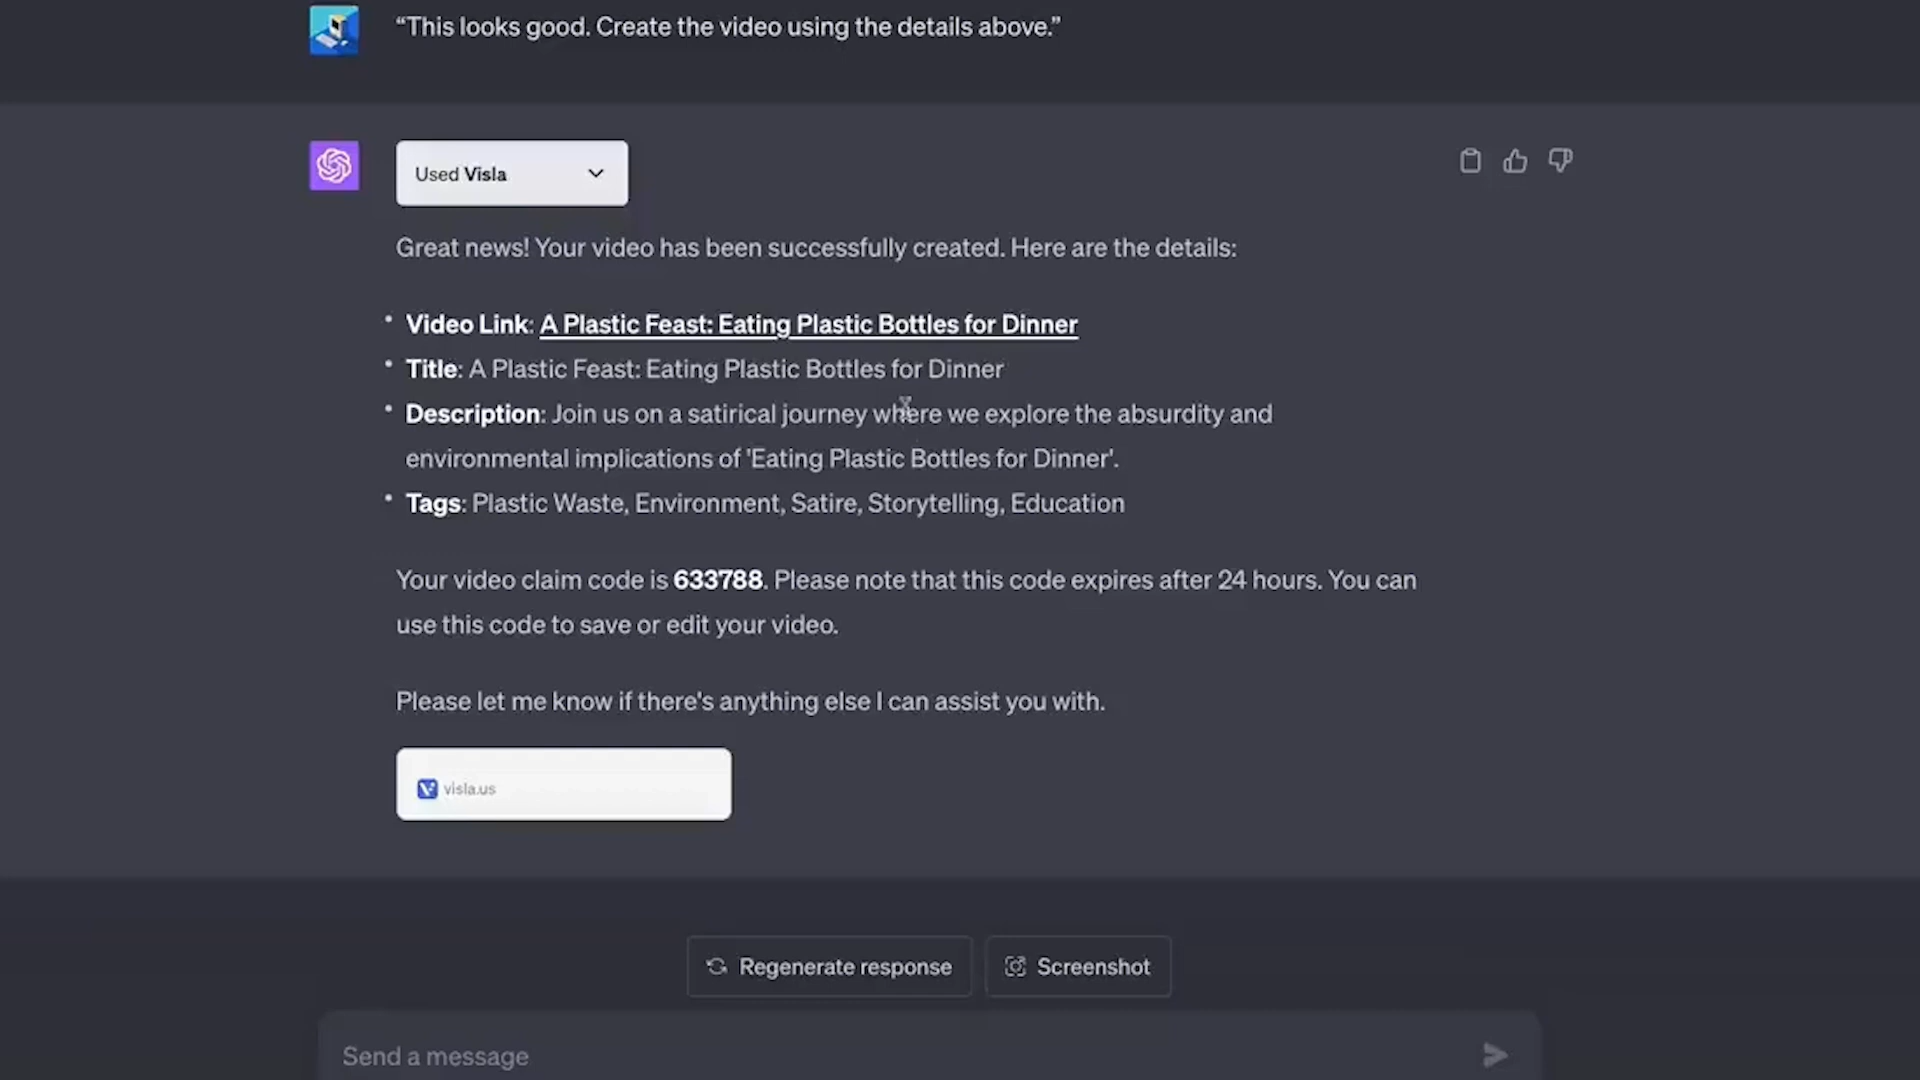 “This looks good. Create the video using the details above.”
Used Visla
Great news! Your video has been successfully created. Here are the details:
• Video Link: A Plastic Feast: Eating Plastic Bottles for Dinner
• Title: A Plastic Feast: Eating Plastic Bottles for Dinner
• Description: Join us on a satirical journey where we explore the absurdity and
environmental implications of 'Eating Plastic Bottles for Dinner'.
• Tags: Plastic Waste, Environment, Satire, Storytelling, Education
Your video claim code is 633788. Please note that this code expires after 24 hours. You can
use this code to save or edit your video.
Please let me know if there's anything else I can assist you with.
visla.us
Regenerate response
Screenshot
Send a message